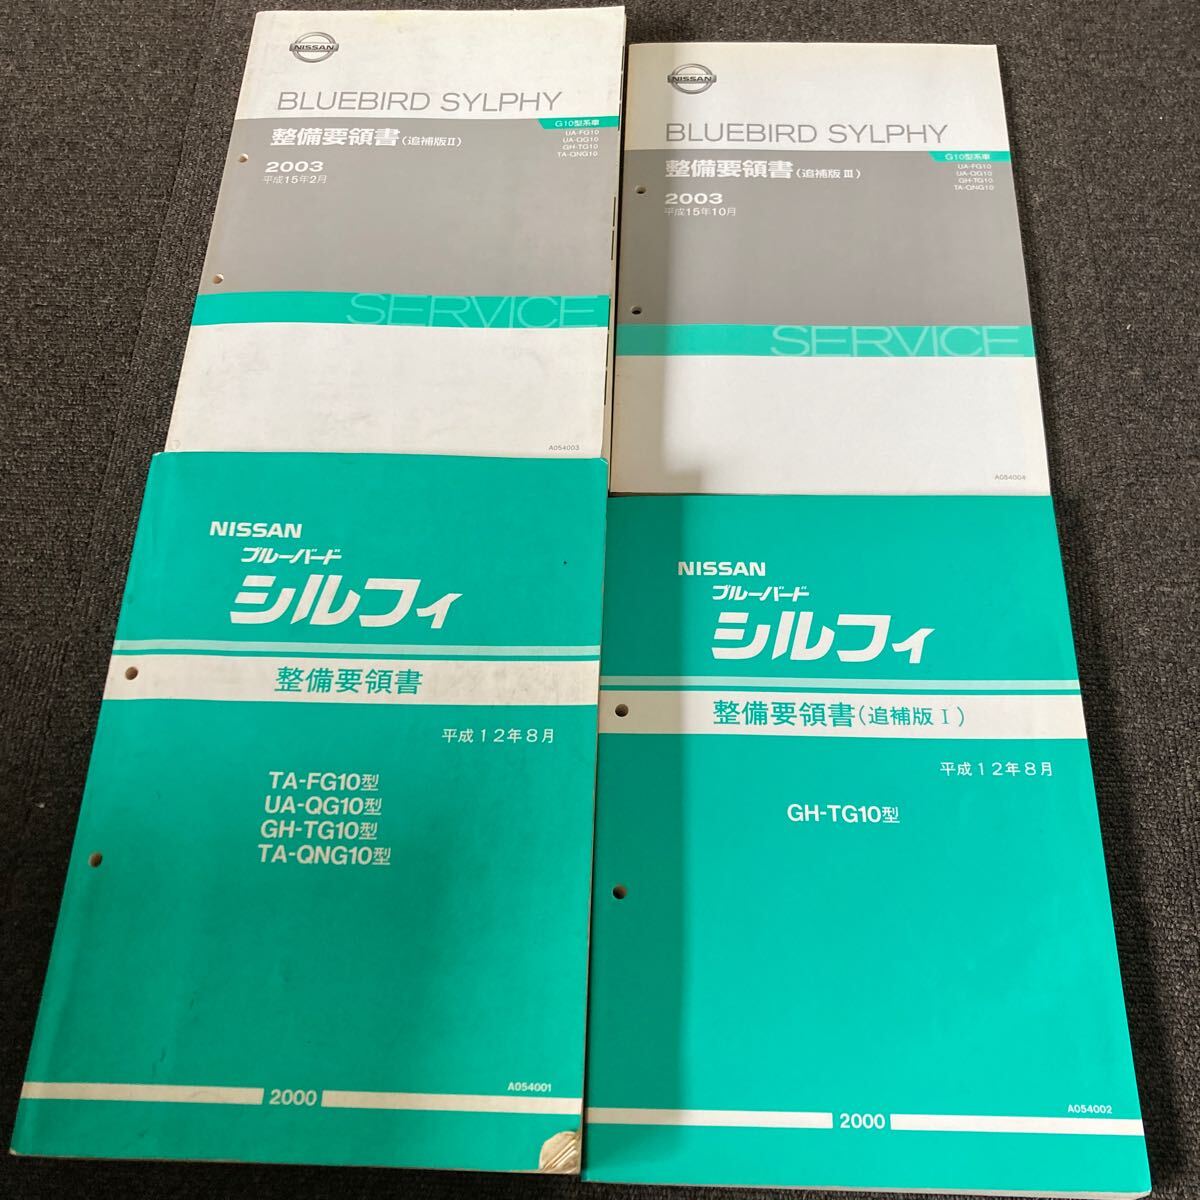 NISSAN
BLUEBIRD SYLPHY
G10型系車
整備要領書(追補版Ⅱ)
UA-FG10
UA-QG10
GH-TG10
TA-QNG10
2003
平成15年2月
SERVICE
A054003
NISSAN
BLUEBIRD SYLPHY
G10型系車
整備要領書(追補版Ⅲ)
UA-FG10
UA-QG10
GH-TG10
TA-QNG10
2003
平成15年10月
SERVICE
A054004
NISSAN
ブルーバード
シルフィ
整備要領書
平成12年8月
TA-FG10型
UA-QG10型
GH-TG10型
TA-QNG10型
A054001
2000
NISSAN
ブルーバード
シルフィ
整備要領書(追補版Ⅰ)
平成12年8月
GH-TG10型
A054002
2000